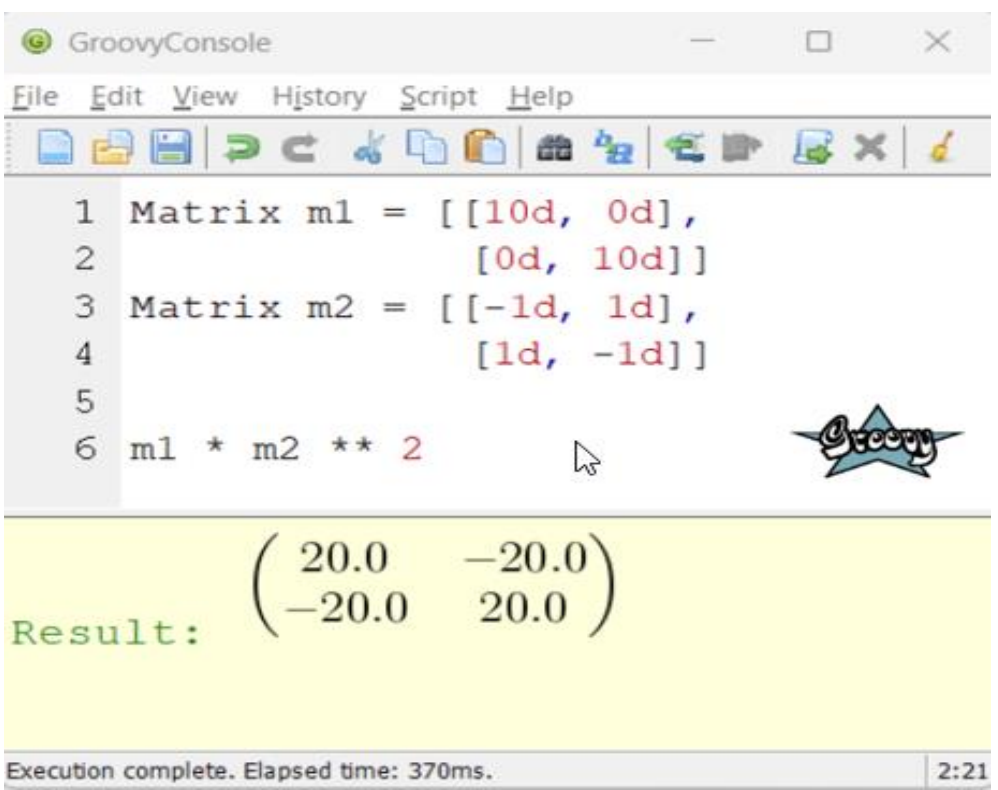 GroovyConsole
File Edit View History Script Help
1 Matrix m1 = [[10d, 0d],
2 [0d, 10d]]
3 Matrix m2 = [[-1d, 1d],
4 [1d, -1d]]
5
6 m1 * m2 ** 2
Groovy
20.0 −20.0
−20.0 20.0
Result:
Execution complete. Elapsed time: 370ms. 2:21